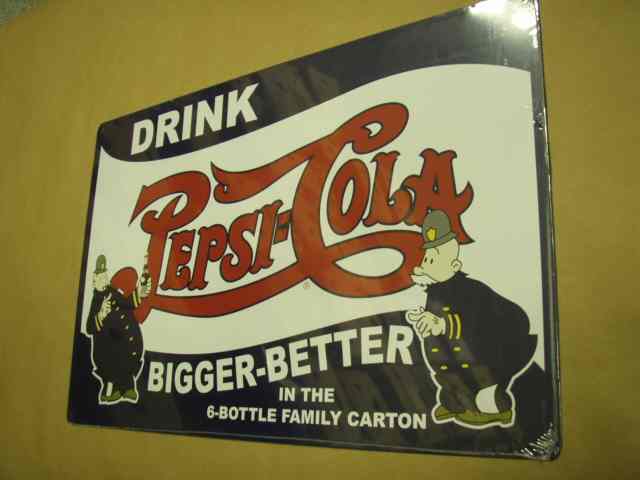 DRINK
PEPSI-COLA
BIGGER-BETTER
IN THE
6-BOTTLE FAMILY CARTON